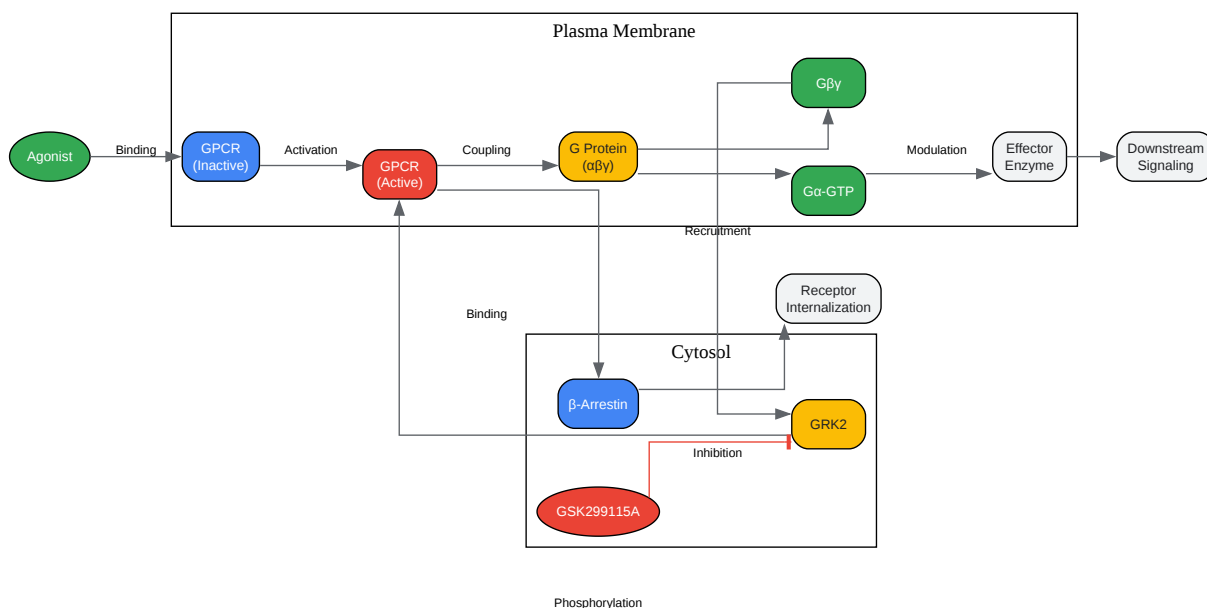 Plasma Membrane
Gβγ
Agonist
Binding
GPCR
(Inactive)
Activation
GPCR
(Active)
Coupling
G Protein
(αβγ)
Gα-GTP
Modulation
Effector
Enzyme
Downstream
Signaling
Recruitment
Receptor
Internalization
Binding
Cytosol
β-Arrestin
GRK2
Inhibition
GSK299115A
Phosphorylation